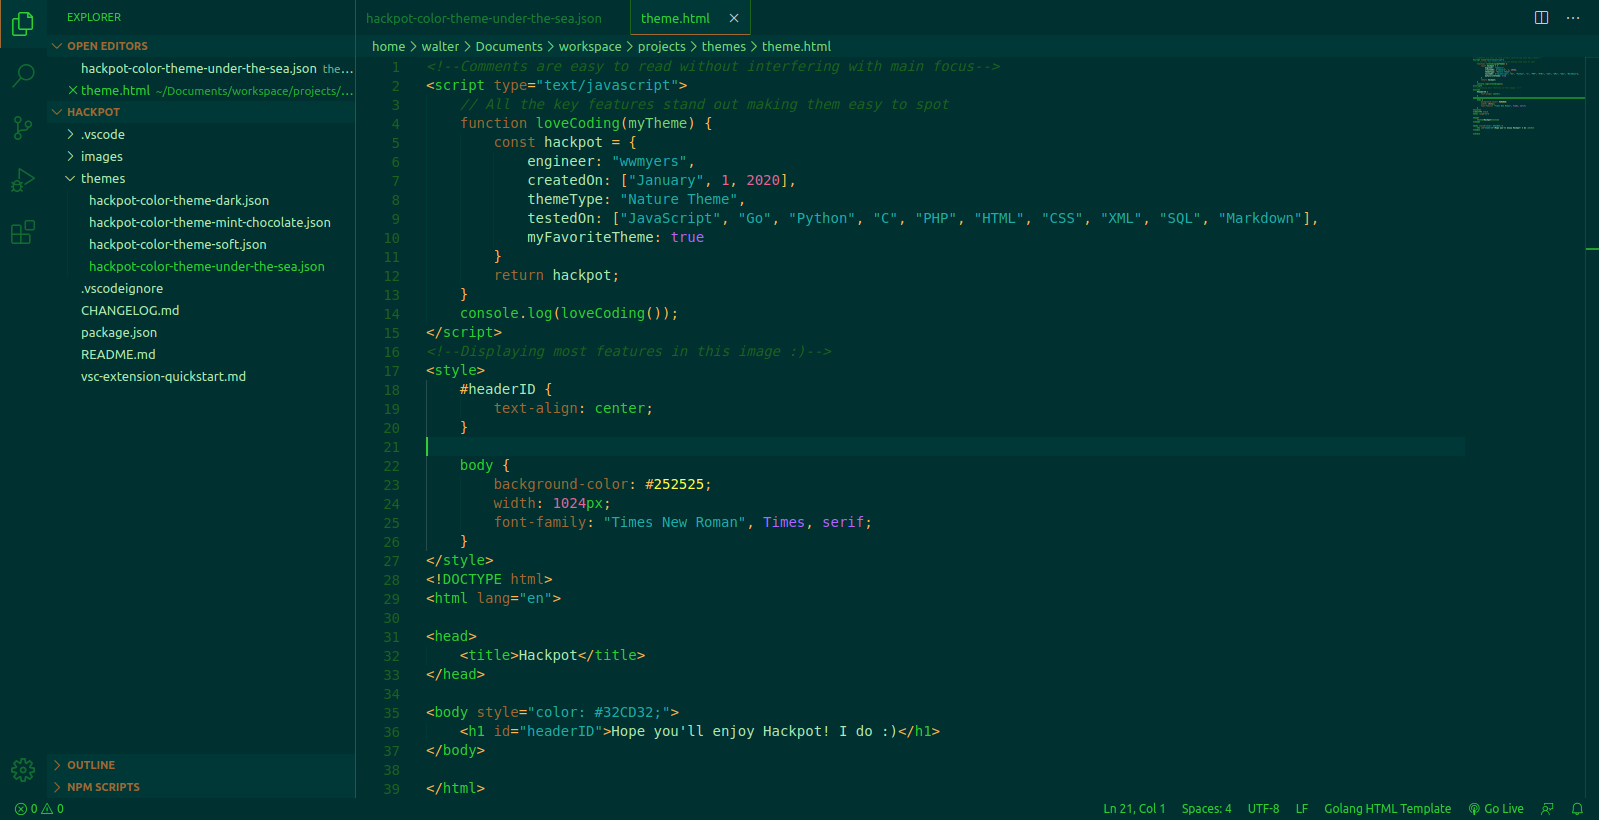 EXPLORER
OPEN EDITORS
hackpot-color-theme-under-the-sea.json the...
theme.html ~/Documents/workspace/projects/...
HACKPOT
.vscode
images
themes
hackpot-color-theme-dark.json
hackpot-color-theme-mint-chocolate.json
hackpot-color-theme-soft.json
hackpot-color-theme-under-the-sea.json
.vscodeignore
CHANGELOG.md
package.json
README.md
vsc-extension-quickstart.md
OUTLINE
NPM SCRIPTS
hackpot-color-theme-under-the-sea.json theme.html
home > walter > Documents > workspace > projects > themes > theme.html
1 <!--Comments are easy to read without interfering with main focus-->
2 <script type="text/javascript">
3 // All the key features stand out making them easy to spot
4 function loveCoding(myTheme) {
5 const hackpot = {
6 engineer: "wwmyers",
7 createdOn: ["January", 1, 2020],
8 themeType: "Nature Theme",
9 testedOn: ["JavaScript", "Go", "Python", "C", "PHP", "HTML", "CSS", "XML", "SQL", "Markdown"],
10 myFavoriteTheme: true
11 }
12 return hackpot;
13 }
14 console.log(loveCoding());
15 </script>
16 <!--Displaying most features in this image :)-->
17 <style>
18 #headerID {
19 text-align: center;
20 }
21
22 body {
23 background-color: #252525;
24 width: 1024px;
25 font-family: "Times New Roman", Times, serif;
26 }
27 </style>
28 <!DOCTYPE html>
29 <html lang="en">
30
31 <head>
32 <title>Hackpot</title>
33 </head>
34
35 <body style="color: #32CD32;">
36 <h1 id="headerID">Hope you'll enjoy Hackpot! I do :)</h1>
37 </body>
38
39 </html>
0 0 Ln 21, Col 1 Spaces: 4 UTF-8 LF Golang HTML Template Go Live